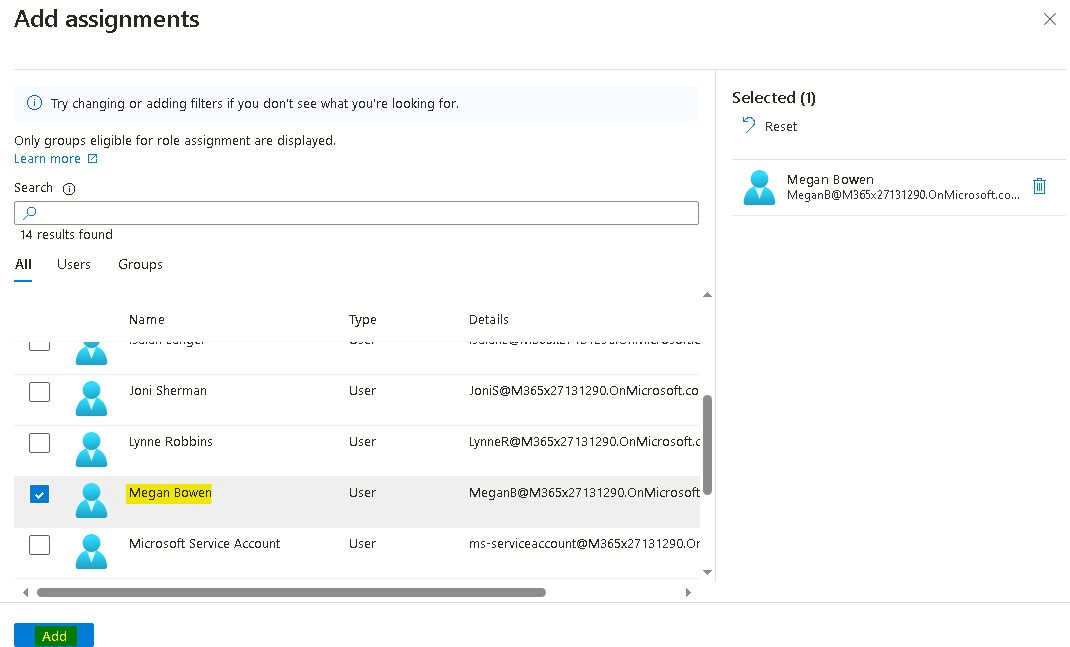 Add assignments
Try changing or adding filters if you don't see what you're looking for.
Only groups eligible for role assignment are displayed.
Learn more
Search
14 results found
All Users Groups
Name Type Details
Joni Sherman User JoniS@M365x27131290.OnMicrosoft.co
Lynne Robbins User LynneR@M365x27131290.OnMicrosoft.c
Megan Bowen User MeganB@M365x27131290.OnMicrosoft
Microsoft Service Account User ms-serviceaccount@M365x27131290.Or
Add
Selected (1)
Reset
Megan Bowen
MeganB@M365x27131290.OnMicrosoft.co...